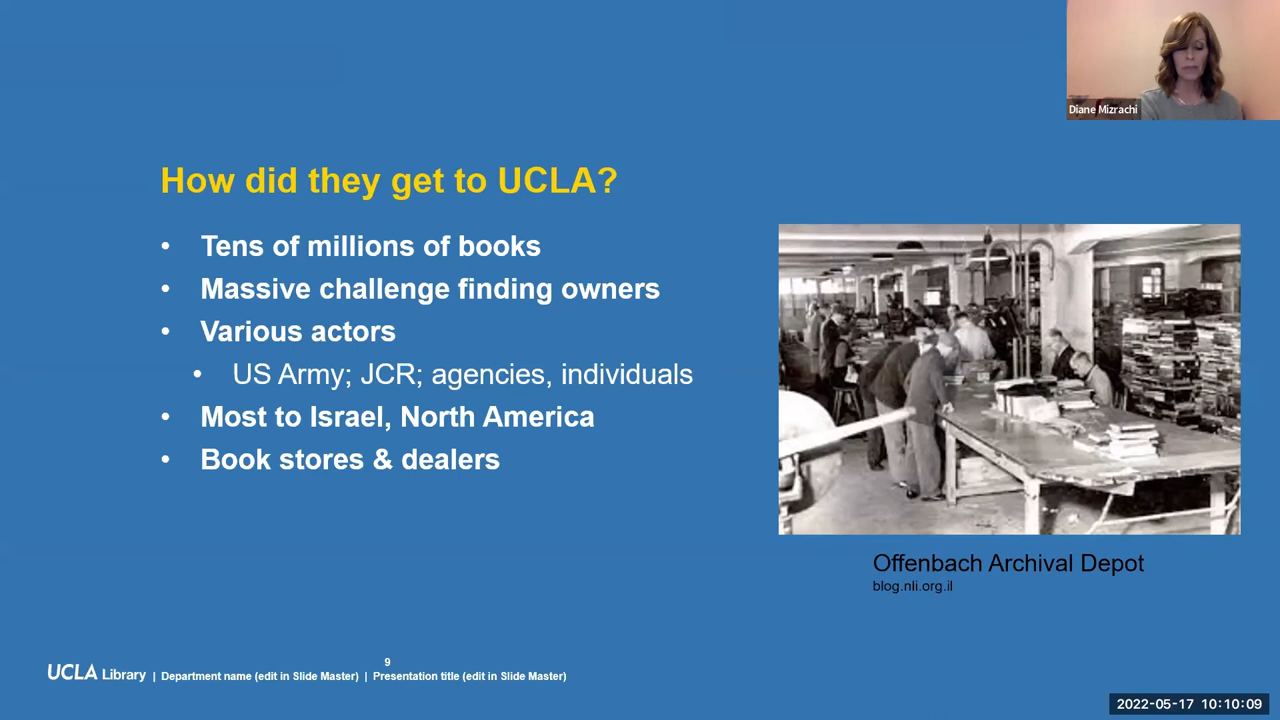 Diane Mizrachi
How did they get to UCLA?
• Tens of millions of books
• Massive challenge finding owners
• Various actors
• US Army; JCR; agencies, individuals
• Most to Israel, North America
• Book stores & dealers
Offenbach Archival Depot
blog.nli.org.il
9
UCLA Library | Department name (edit in Slide Master) | Presentation title (edit in Slide Master)
2022-05-17 10:10:09